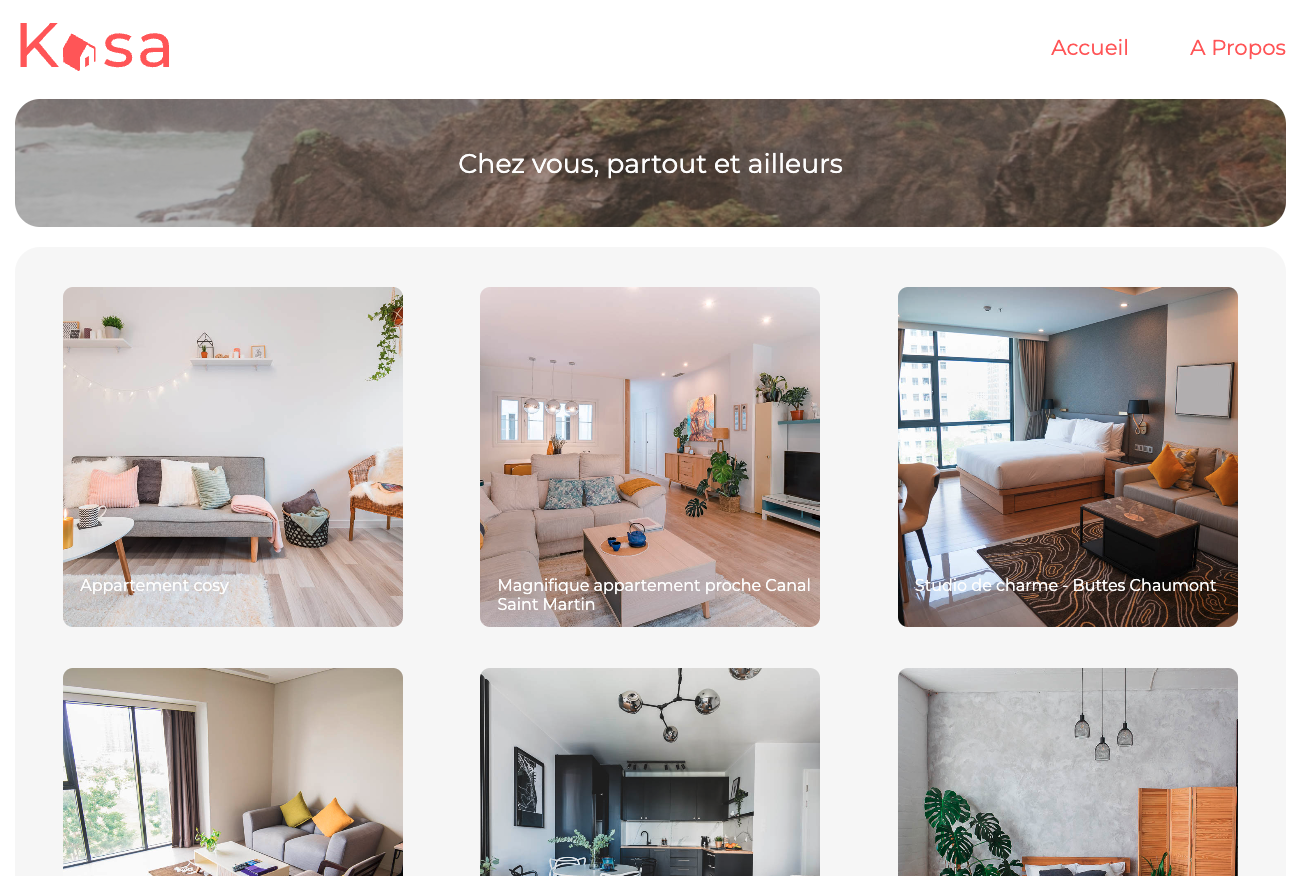 Kasa
Accueil
A Propos
Chez vous, partout et ailleurs
Appartement cosy
Magnifique appartement proche Canal
Saint Martin
Studio de charme - Buttes Chaumont